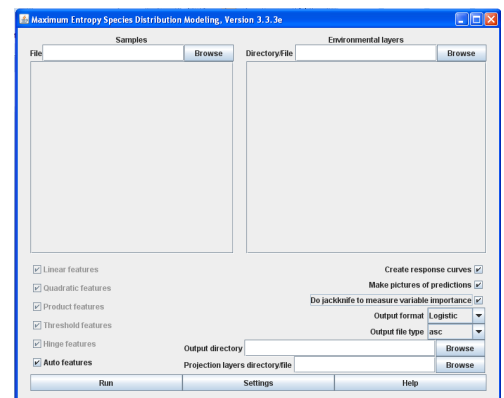 Maximum Entropy Species Distribution Modeling, Version 3.3.3e
Samples
Environmental layers
File
Browse
Directory/File
Browse
Linear features
Quadratic features
Product features
Threshold features
Hinge features
Auto features
Create response curves
Make pictures of predictions
Do jackknife to measure variable importance
Output format Logistic
Output file type asc
Output directory
Browse
Projection layers directory/file
Browse
Run
Settings
Help